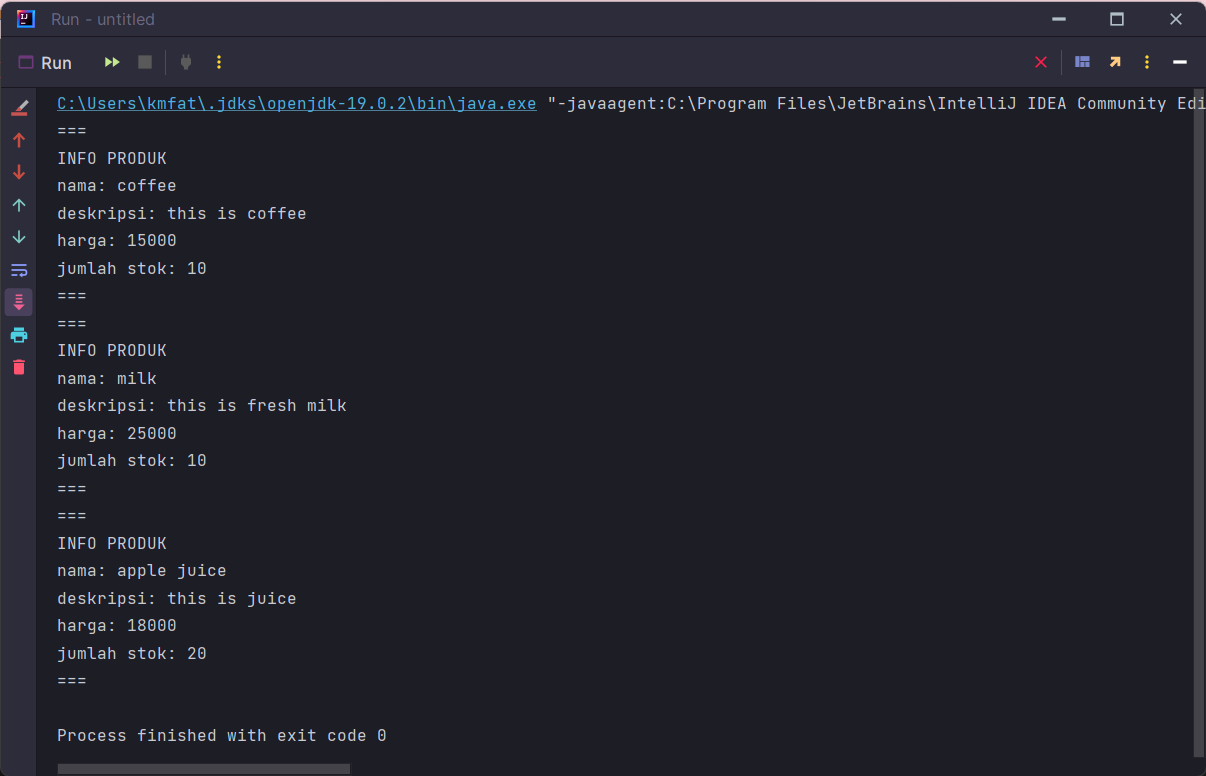 Run - untitled
Run
C:\Users\kmfat\.jdks\openjdk-19.0.2\bin\java.exe "-javaagent:C:\Program Files\JetBrains\IntelliJ IDEA Community Edi
===
INFO PRODUK
nama: coffee
deskripsi: this is coffee
harga: 15000
jumlah stok: 10
===
===
INFO PRODUK
nama: milk
deskripsi: this is fresh milk
harga: 25000
jumlah stok: 10
===
===
INFO PRODUK
nama: apple juice
deskripsi: this is juice
harga: 18000
jumlah stok: 20
===
Process finished with exit code 0